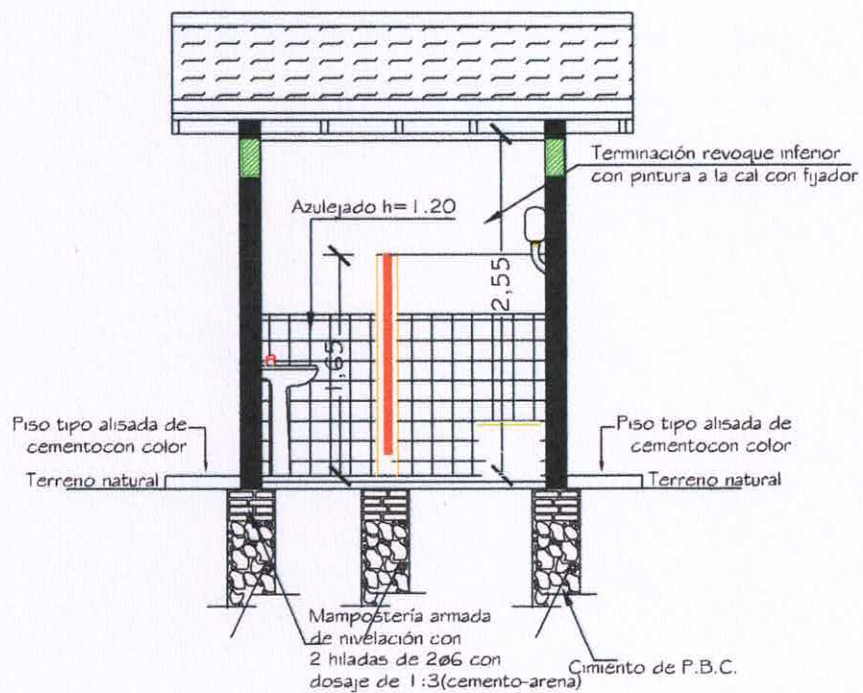 Terminación revoque inferior
con pintura a la cal con fijador
Azulejado h=1.20
2,55
1,65
Piso tipo alisada de
cementocon color
Terreno natural
Piso tipo alisada de
cementocon color
Terreno natural
Mampostería armada
de nivelación con
2 hiladas de 2ø6 con
dosaje de 1:3(cemento-arena)
Cimiento de P.B.C.